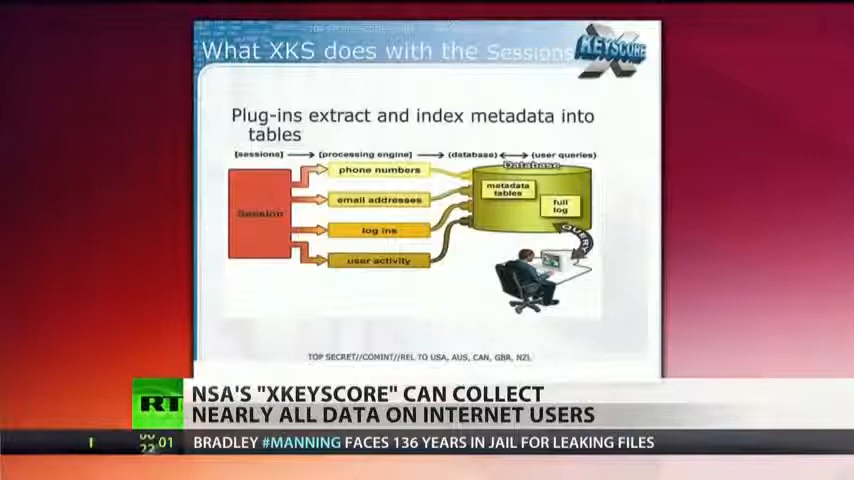 What XKS does with the Sessions
KEYSCORE
Plug-ins extract and index metadata into
tables
[sessions] → [processing engine] → (database) ↔ (user queries)
phone numbers
Database
metadata
tables
email addresses
full
log
Session
log ins
QUERY
user activity
TOP SECRET//COMINT//REL TO USA, AUS, CAN, GBR, NZL
RT
NSA'S "XKEYSCORE" CAN COLLECT
NEARLY ALL DATA ON INTERNET USERS
22 01
BRADLEY #MANNING FACES 136 YEARS IN JAIL FOR LEAKING FILES